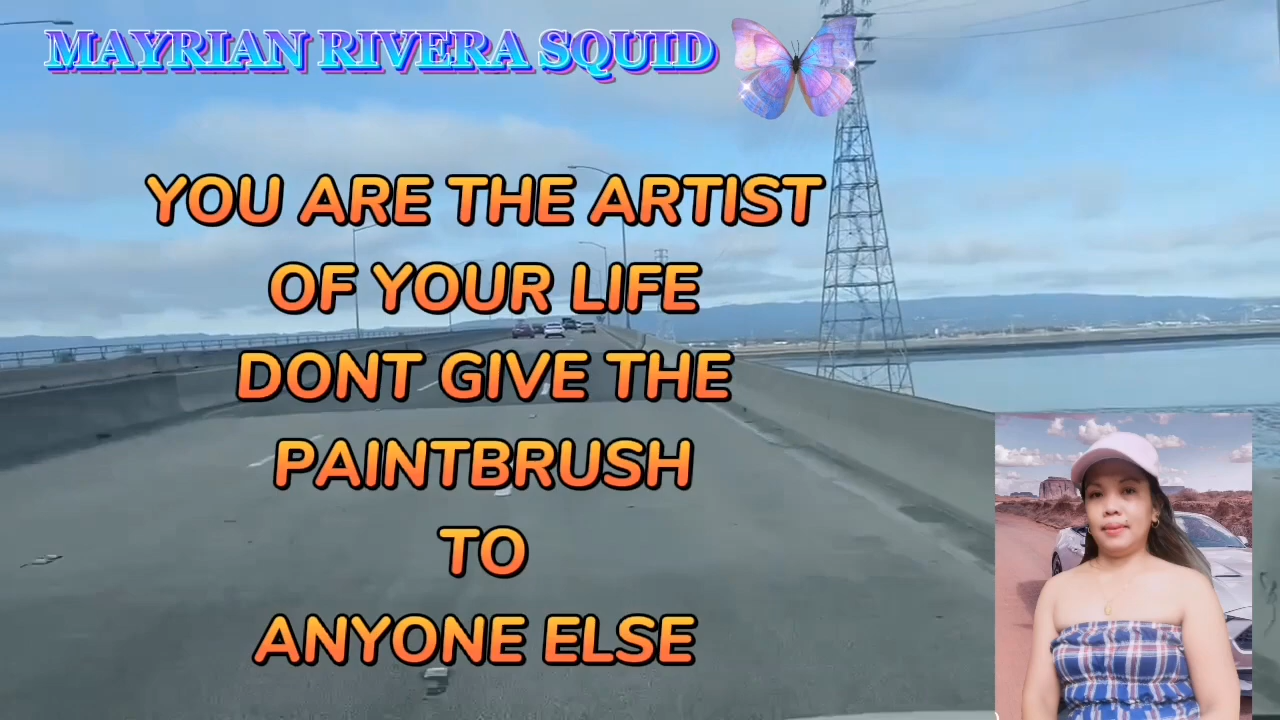 MAYRIAN RIVERA SQUID
YOU ARE THE ARTIST
OF YOUR LIFE
DONT GIVE THE
PAINTBRUSH
TO
ANYONE ELSE